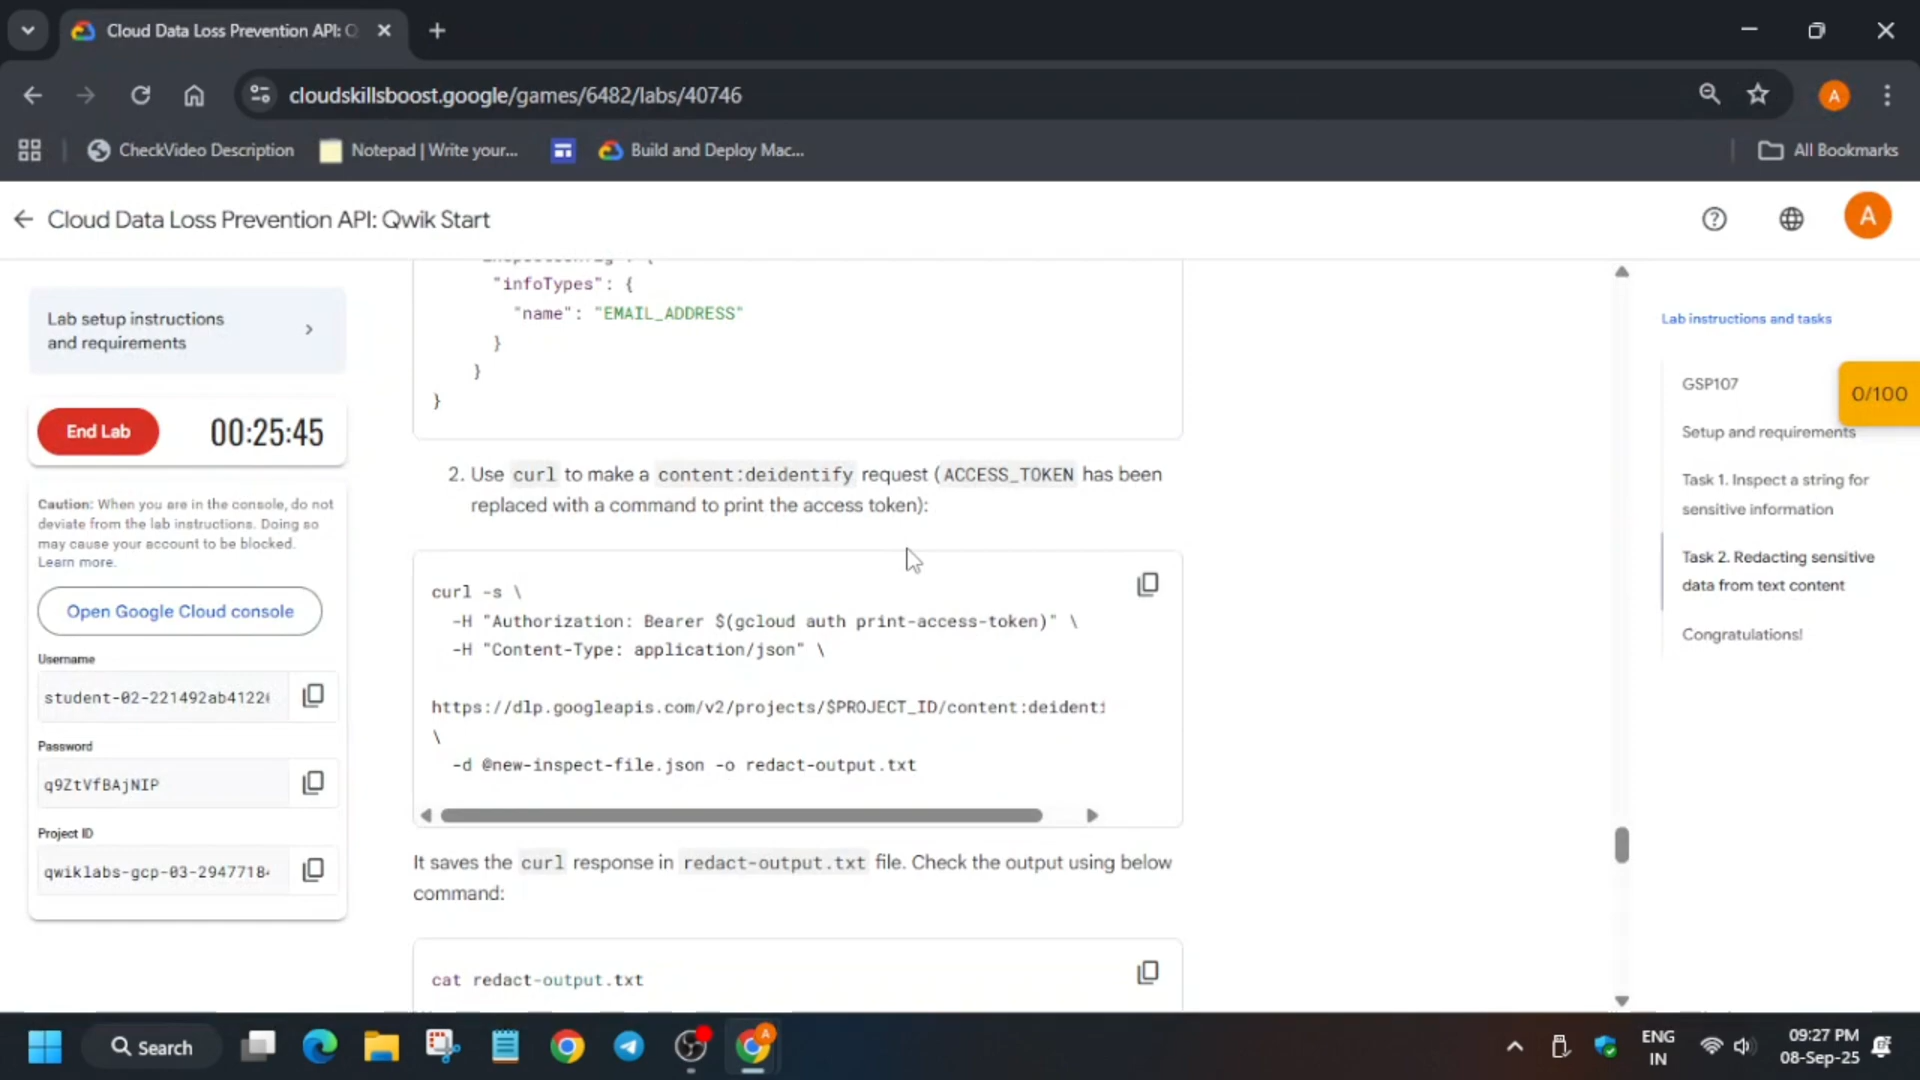 Cloud Data Loss Prevention API: Q
cloudskillsboost.google/games/6482/labs/40746
A
CheckVideo Description
Notepad | Write your...
Build and Deploy Mac...
All Bookmarks
Cloud Data Loss Prevention API: Qwik Start
A
Lab setup instructions
and requirements
End Lab
00:25:45
Caution: When you are in the console, do not
deviate from the lab instructions. Doing so
may cause your account to be blocked.
Learn more.
Open Google Cloud console
Username
student-02-221492ab4122
Password
q9ZtVfBAjNIP
Project ID
qwiklabs-gcp-03-2947718
"infoTypes": {
"name": "EMAIL_ADDRESS"
}
}
}
2. Use curl to make a content:deidentify request (ACCESS_TOKEN has been
replaced with a command to print the access token):
curl -s \
-H "Authorization: Bearer $(gcloud auth print-access-token)" \
-H "Content-Type: application/json" \
https://dlp.googleapis.com/v2/projects/$PROJECT_ID/content:deidenti
\
-d @new-inspect-file.json -o redact-output.txt
It saves the curl response in redact-output.txt file. Check the output using below
command:
cat redact-output.txt
Lab instructions and tasks
GSP107
0/100
Setup and requirements
Task 1. Inspect a string for
sensitive information
Task 2. Redacting sensitive
data from text content
Congratulations!
Search
A
ENG
IN
09:27 PM
08-Sep-25